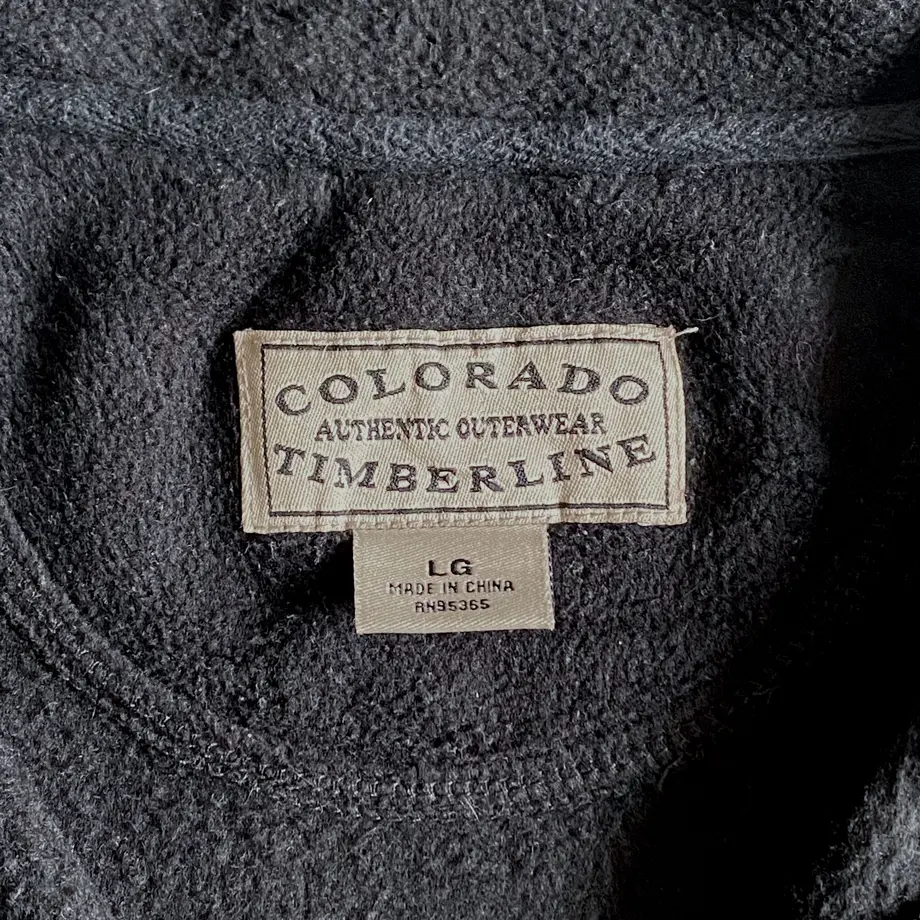 COLORADO
AUTHENTIC OUTERWEAR
TIMBERLINE
LG
MADE IN CHINA
RN95365